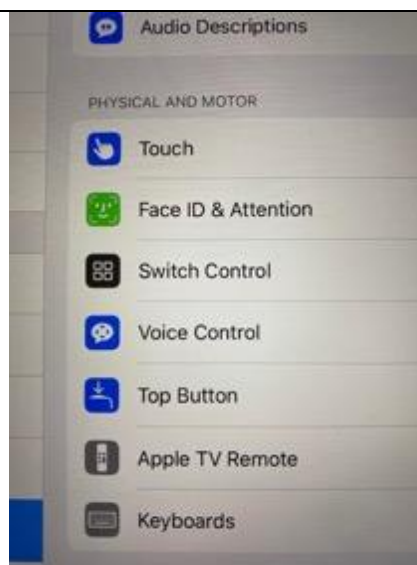 Audio Descriptions
PHYSICAL AND MOTOR
Touch
Face ID & Attention
Switch Control
Voice Control
Top Button
Apple TV Remote
Keyboards